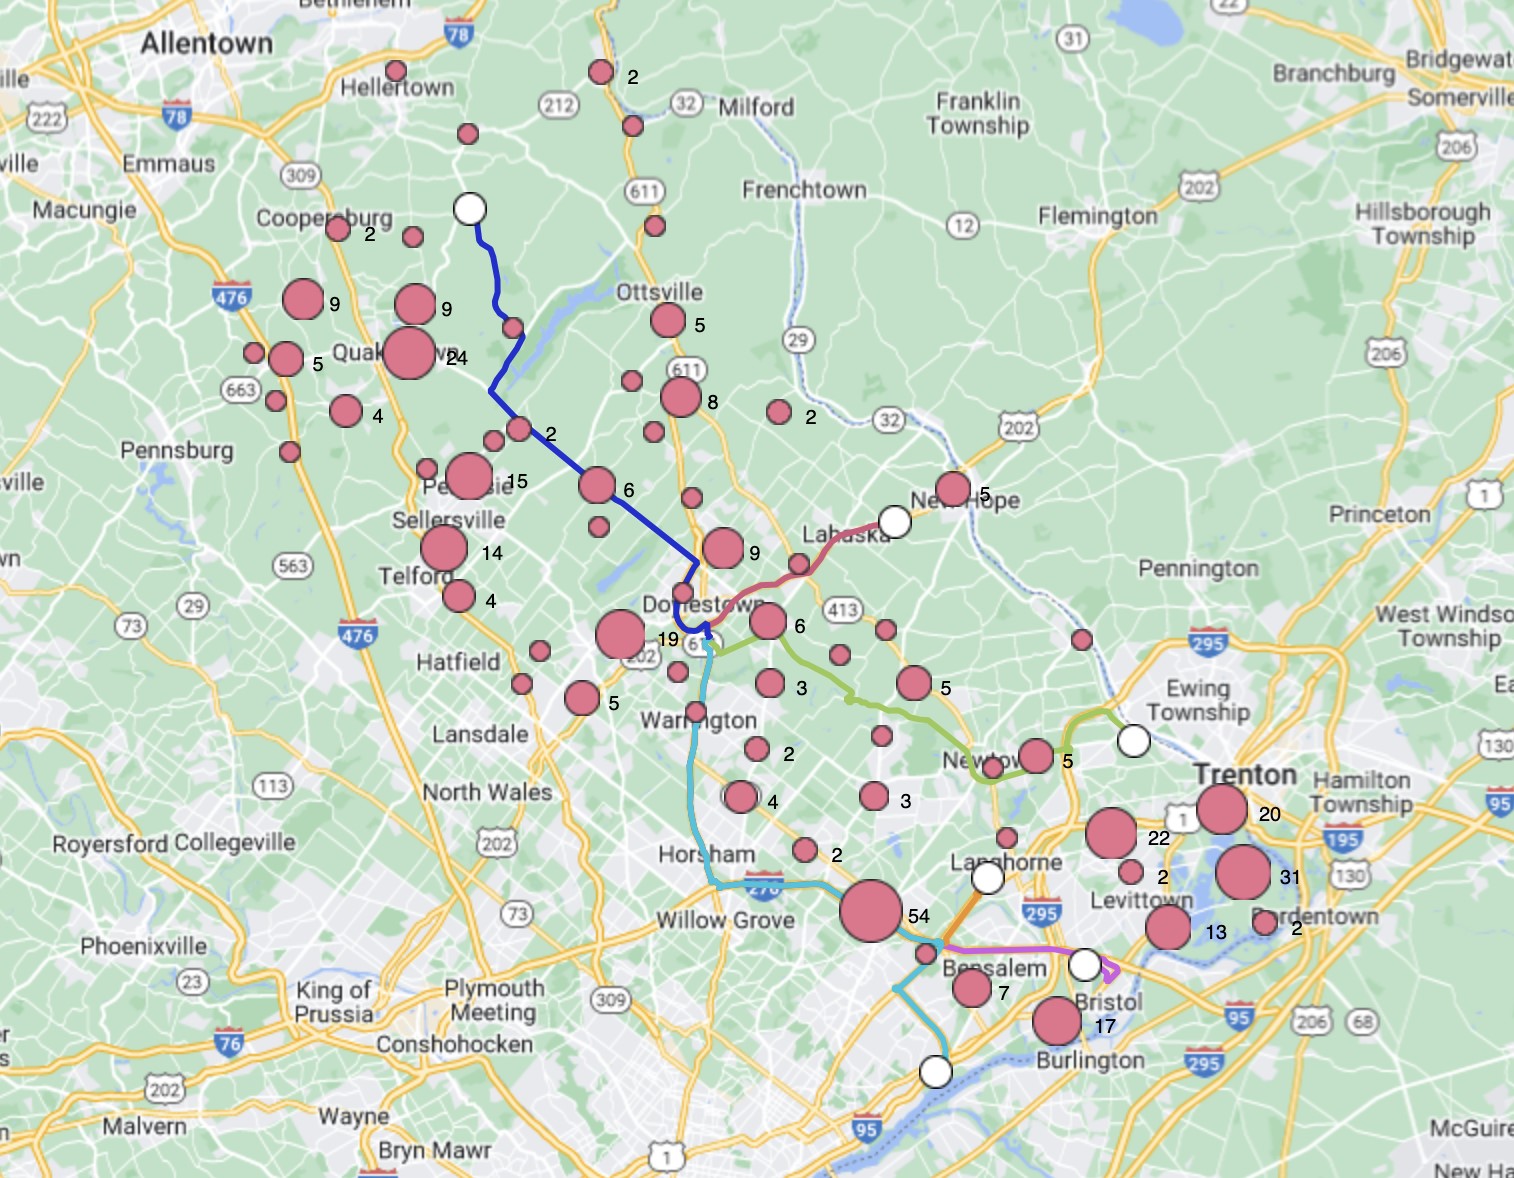 Bethlehem
22
Allentown
78
31
Bridgewat
ille
Hellertown
2
Branchburg
222
78
212
32
Milford
Franklin
Township
Somerville
206
ville
Emmaus
309
611
202
Macungie
Coopersburg
2
Frenchtown
12
Flemington
Hillsborough
Township
476
9
9
Ottsville
5
29
206
5
24
611
663
4
8
2
32
202
Pennsburg
2
ville
15
6
New Hope
5
1
Princeton
Sellersville
Lahaska
wn
563
14
9
Telford
Pennington
29
4
Doylestown
413
73
476
19
6
West Windso
Township
202
295
Hatfield
5
3
5
Ewing
Township
Ea
Lansdale
Warrington
2
Newtown
5
130
113
North Wales
4
3
Trenton
Hamilton
Township
95
Royersford
Collegeville
202
Horsham
2
1
20
22
195
Langhorne
2
31
130
276
Levittown
73
Willow Grove
54
295
13
Bordentown
2
Phoenixville
Bensalem
23
King of
Prussia
Plymouth
Meeting
309
7
Bristol
17
95
206
68
76
Conshohocken
Burlington
295
202
Wayne
Malvern
Bryn Mawr
95
1
McGuire
New Ha